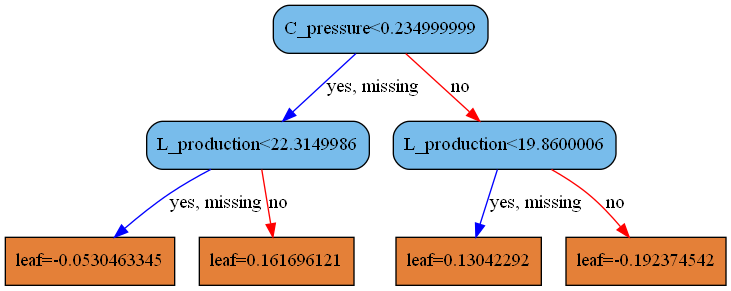 C_pressure<0.234999999
yes, missing
no
L_production<22.3149986
L_production<19.8600006
yes, missing
no
yes, missing
no
leaf=-0.0530463345
leaf=0.161696121
leaf=0.13042292
leaf=-0.192374542